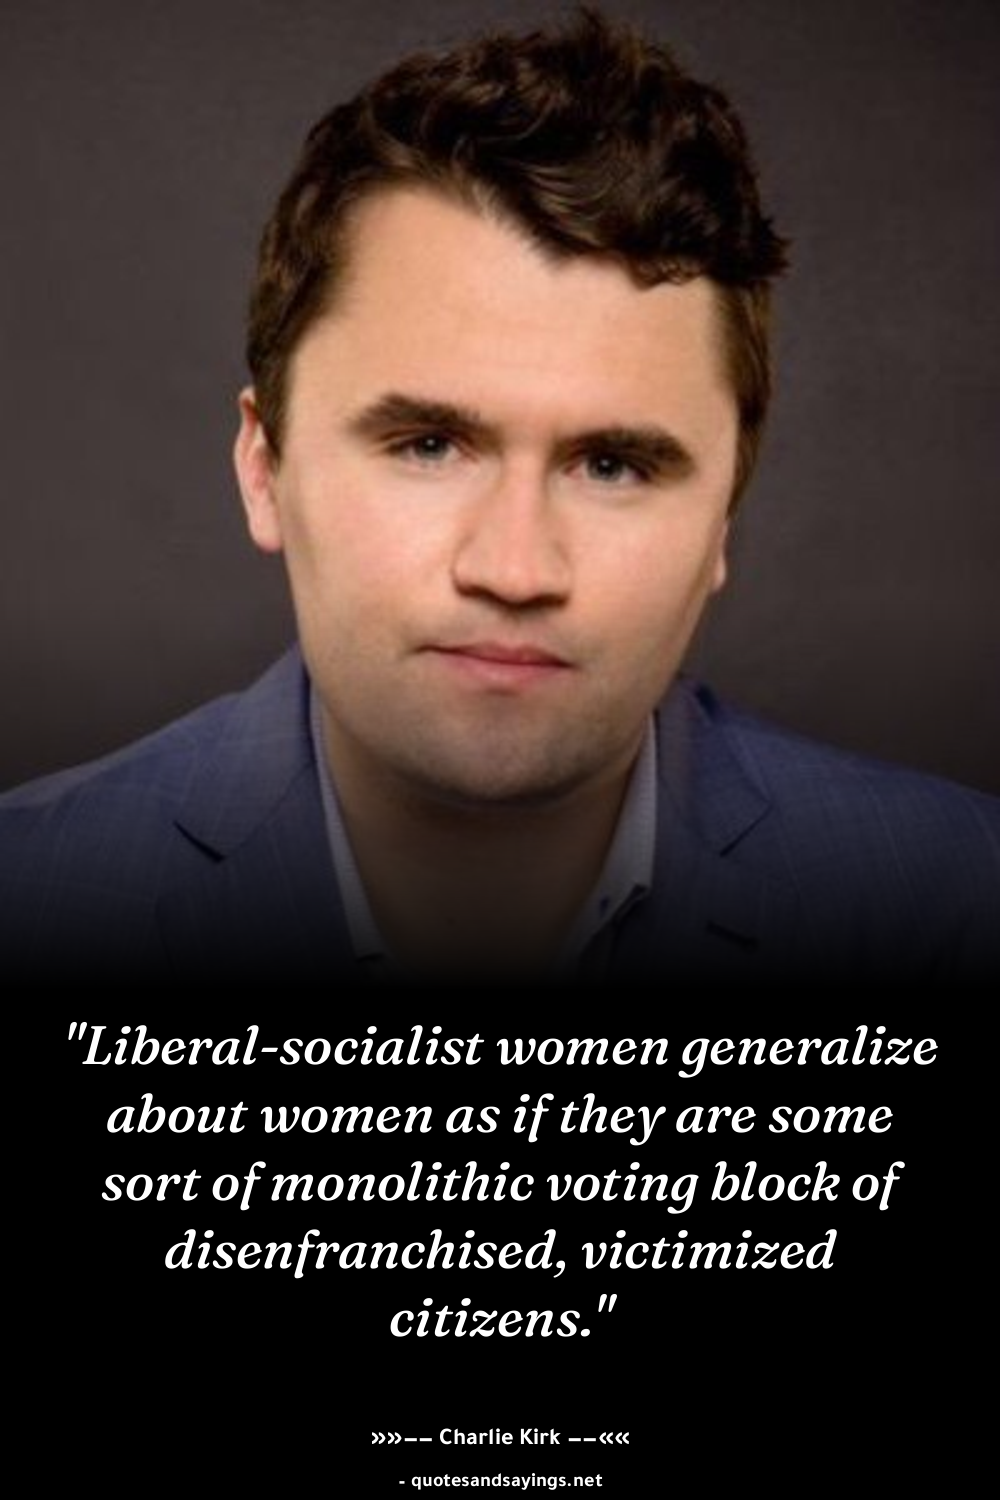 "Liberal-socialist women generalize
about women as if they are some
sort of monolithic voting block of
disenfranchised, victimized
citizens."
»»−− Charlie Kirk −−««
- quotesandsayings.net